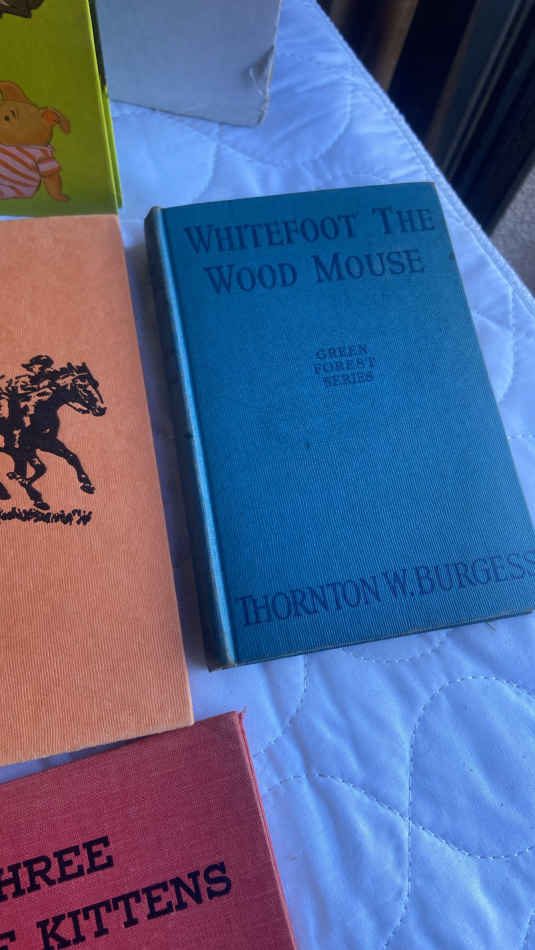 WHITEFOOT THE
WOOD MOUSE
GREEN
FOREST
SERIES
THORNTON W. BURGESS
HREE
KITTENS